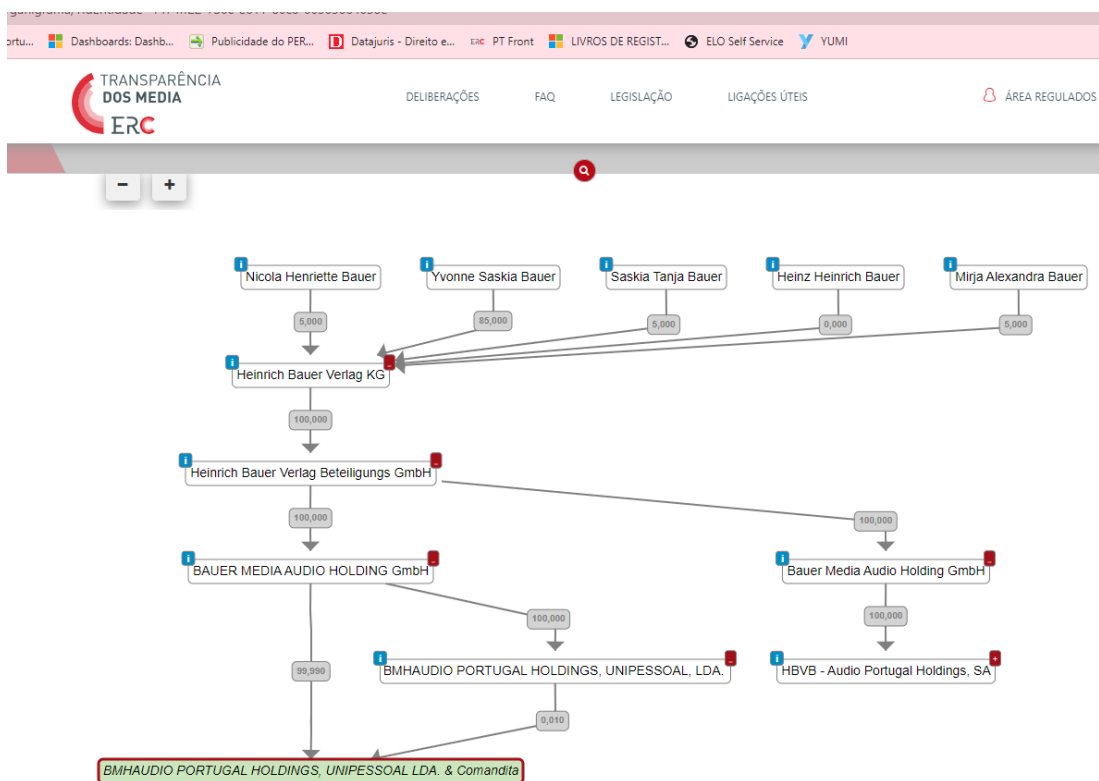 ortu...
Dashboards: Dashb...
Publicidade do PER...
Datajuris - Direito e...
ERC PT Front
LIVROS DE REGIST...
ELO Self Service
YUMI
TRANSPARÊNCIA
DOS MEDIA
ERC
DELIBERAÇÕES
FAQ
LEGISLAÇÃO
LIGAÇÕES ÚTEIS
ÁREA REGULADOS
Nicola Henriette Bauer
Yvonne Saskia Bauer
Saskia Tanja Bauer
Heinz Heinrich Bauer
Mirja Alexandra Bauer
5,000
85,000
5,000
0,000
5,000
Heinrich Bauer Verlag KG
100,000
Heinrich Bauer Verlag Beteiligungs GmbH
100,000
100,000
BAUER MEDIA AUDIO HOLDING GmbH
Bauer Media Audio Holding GmbH
100,000
100,000
99,990
BMHAUDIO PORTUGAL HOLDINGS, UNIPESSOAL, LDA.
HBVB - Audio Portugal Holdings, SA
0,010
BMHAUDIO PORTUGAL HOLDINGS, UNIPESSOAL LDA. & Comandita